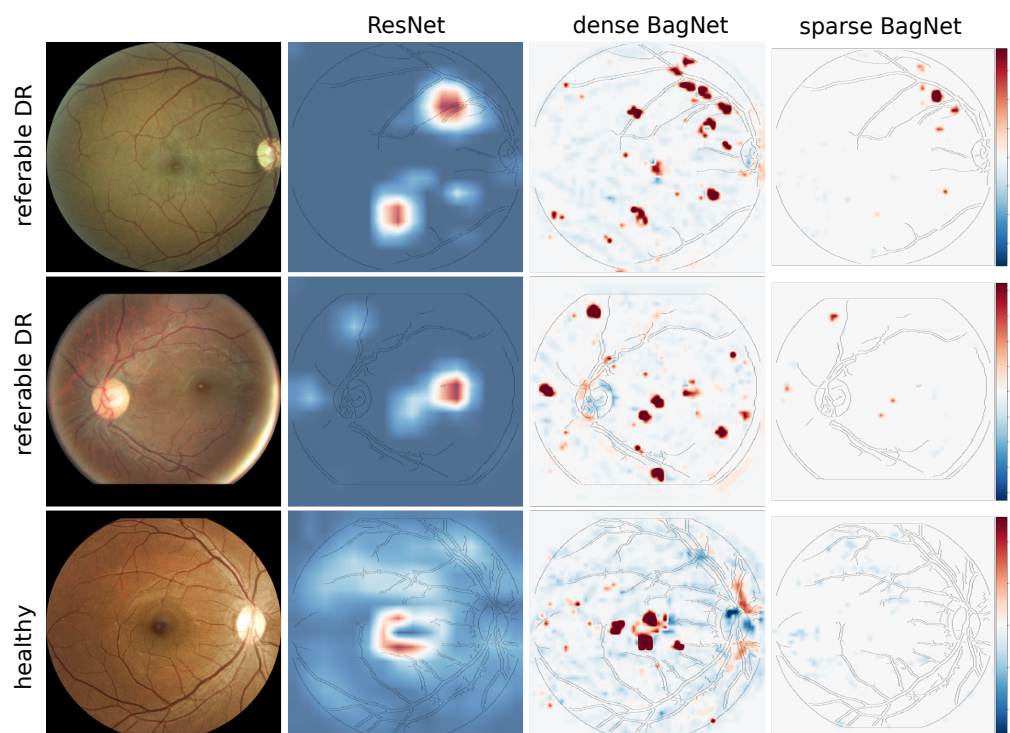 ResNet
dense BagNet
sparse BagNet
referable DR
referable DR
healthy